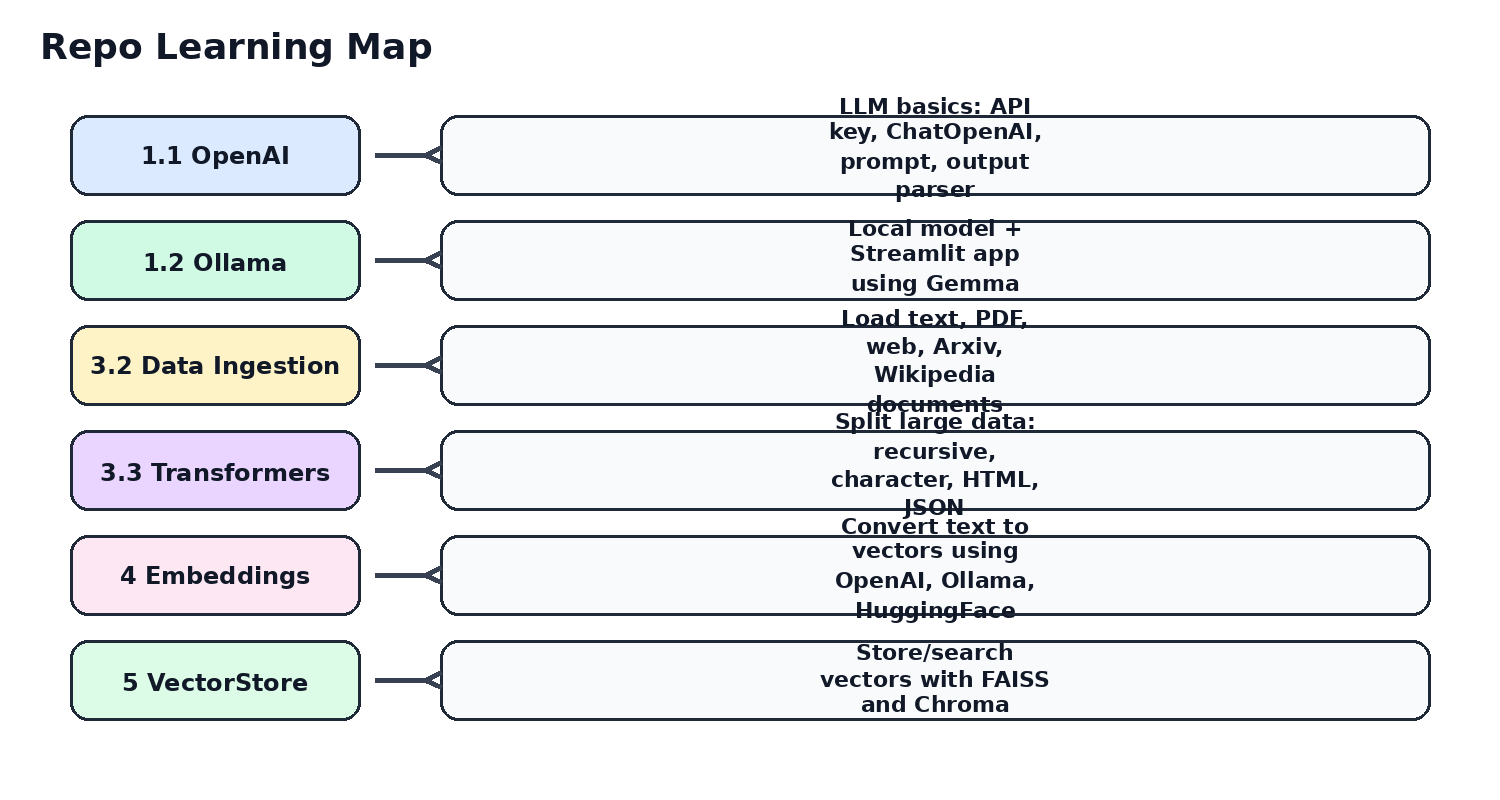 Repo Learning Map
1.1 OpenAI
LLM basics: API
key, ChatOpenAI,
prompt, output
parser
1.2 Ollama
Local model +
Streamlit app
using Gemma
3.2 Data Ingestion
Load text, PDF,
web, Arxiv,
Wikipedia
documents
3.3 Transformers
Split large data:
recursive,
character, HTML,
JSON
4 Embeddings
Convert text to
vectors using
OpenAI, Ollama,
HuggingFace
5 VectorStore
Store/search
vectors with FAISS
and Chroma